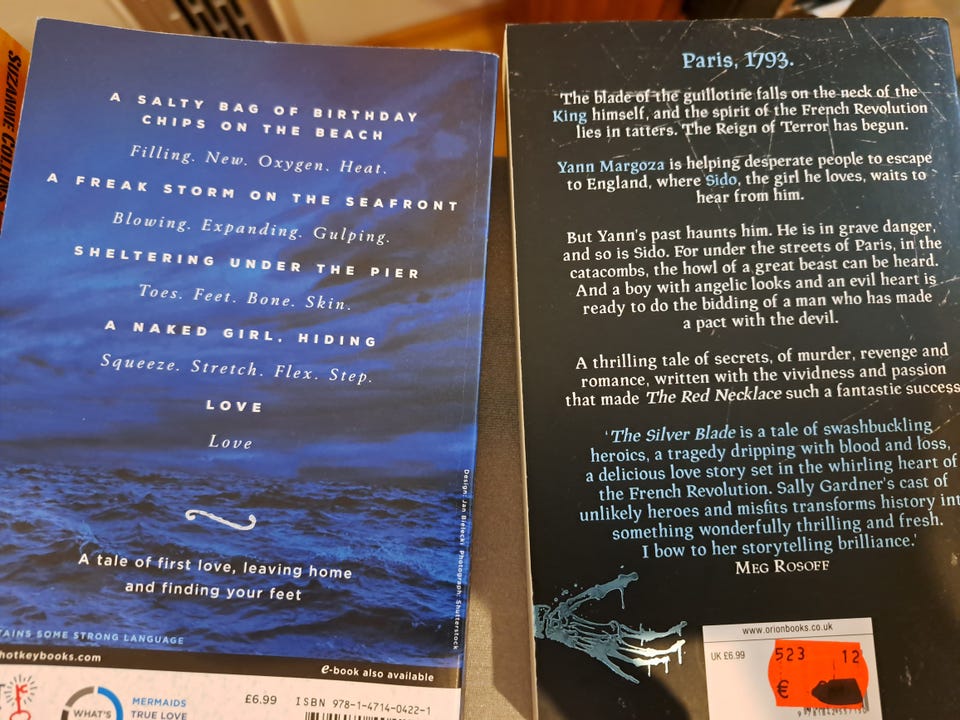 SUZANNE COLLINS
A SALTY BAG OF BIRTHDAY
CHIPS ON THE BEACH
Filling. New. Oxygen. Heat.
A FREAK STORM ON THE SEAFRONT
Blowing. Expanding. Gulping.
SHELTERING UNDER THE PIER
Toes. Feet. Bone. Skin.
A NAKED GIRL, HIDING
Squeeze. Stretch. Flex. Step.
LOVE
Love
A tale of first love, leaving home
and finding your feet
Design: Jan Bielecki Photograph: Shutterstock
TAINS SOME STRONG LANGUAGE
hotkeybooks.com
e-book also available
WHAT'S
MERMAIDS
TRUE LOVE
£6.99
ISBN 978-1-4714-0422-1
Paris, 1793.
The blade of the guillotine falls on the neck of the
King himself, and the spirit of the French Revolution
lies in tatters. The Reign of Terror has begun.
Yann Margoza is helping desperate people to escape
to England, where Sido, the girl he loves, waits to
hear from him.
But Yann's past haunts him. He is in grave danger,
and so is Sido. For under the streets of Paris, in the
catacombs, the howl of a great beast can be heard.
And a boy with angelic looks and an evil heart is
ready to do the bidding of a man who has made
a pact with the devil.
A thrilling tale of secrets, of murder, revenge and
romance, written with the vividness and passion
that made The Red Necklace such a fantastic success
'The Silver Blade is a tale of swashbuckling
heroics, a tragedy dripping with blood and loss,
a delicious love story set in the whirling heart of
the French Revolution. Sally Gardner's cast of
unlikely heroes and misfits transforms history int
something wonderfully thrilling and fresh.
I bow to her storytelling brilliance.'
MEG ROSOFF
www.orionbooks.co.uk
UK £6.99
523 12
€